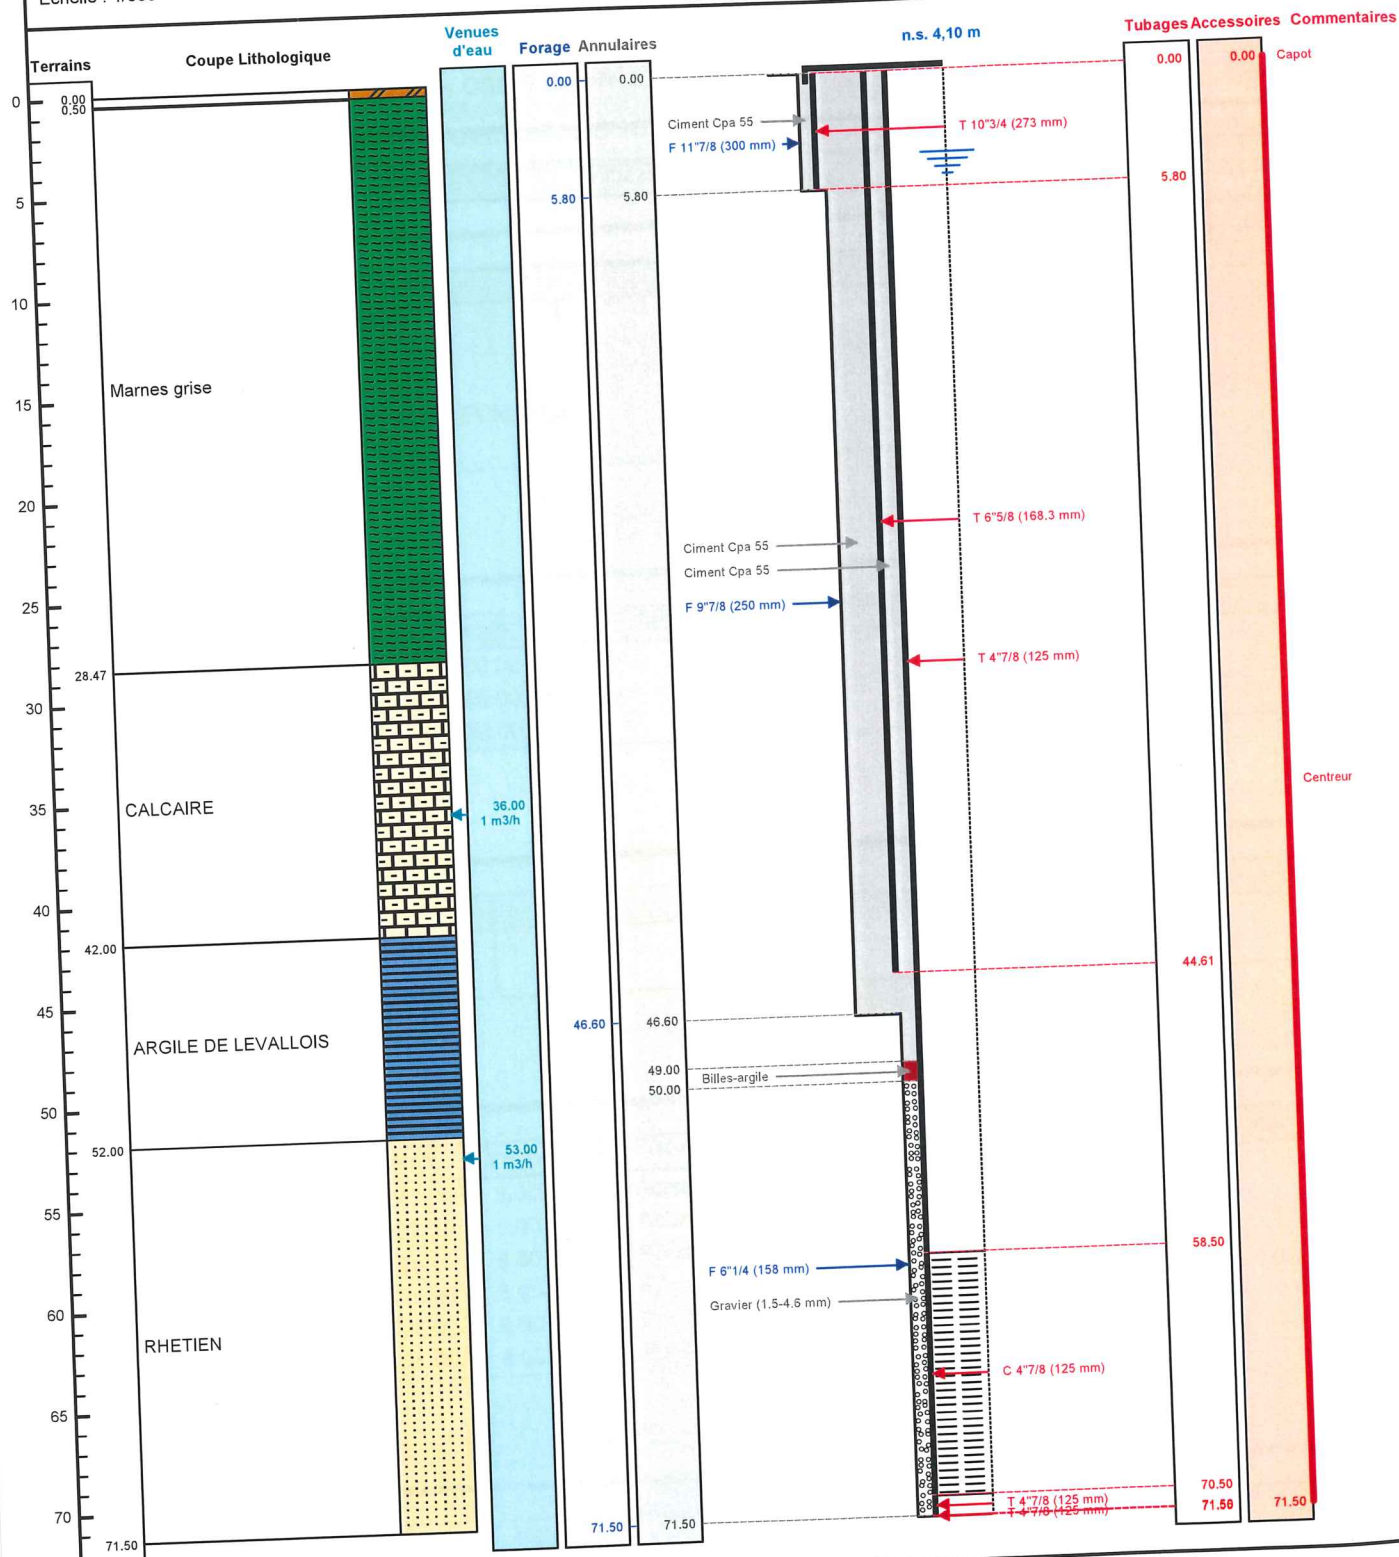 Venues
d'eau
Forage
Annulaires
n.s. 4,10 m
Tubages
Accessoires
Commentaires
Terrains
Coupe Lithologique
0
0.00
0.50
0.00
0.00
0.00
0.00
Capot
Ciment Cpa 55
T 10"3/4 (273 mm)
F 11"7/8 (300 mm)
5
5.80
5.80
5.80
10
Marnes grise
15
20
T 6"5/8 (168.3 mm)
Ciment Cpa 55
Ciment Cpa 55
25
F 9"7/8 (250 mm)
T 4"7/8 (125 mm)
28.47
30
Centreur
35
CALCAIRE
36.00
1 m3/h
40
42.00
44.61
45
ARGILE DE LEVALLOIS
46.60
46.60
49.00
Billes-argile
50.00
50
52.00
53.00
1 m3/h
55
58.50
F 6"1/4 (158 mm)
Gravier (1.5-4.6 mm)
60
RHETIEN
C 4"7/8 (125 mm)
65
70.50
T 4"7/8 (125 mm)
T 4"7/8 (125 mm)
70
71.50
71.50
71.50
71.50
71.50